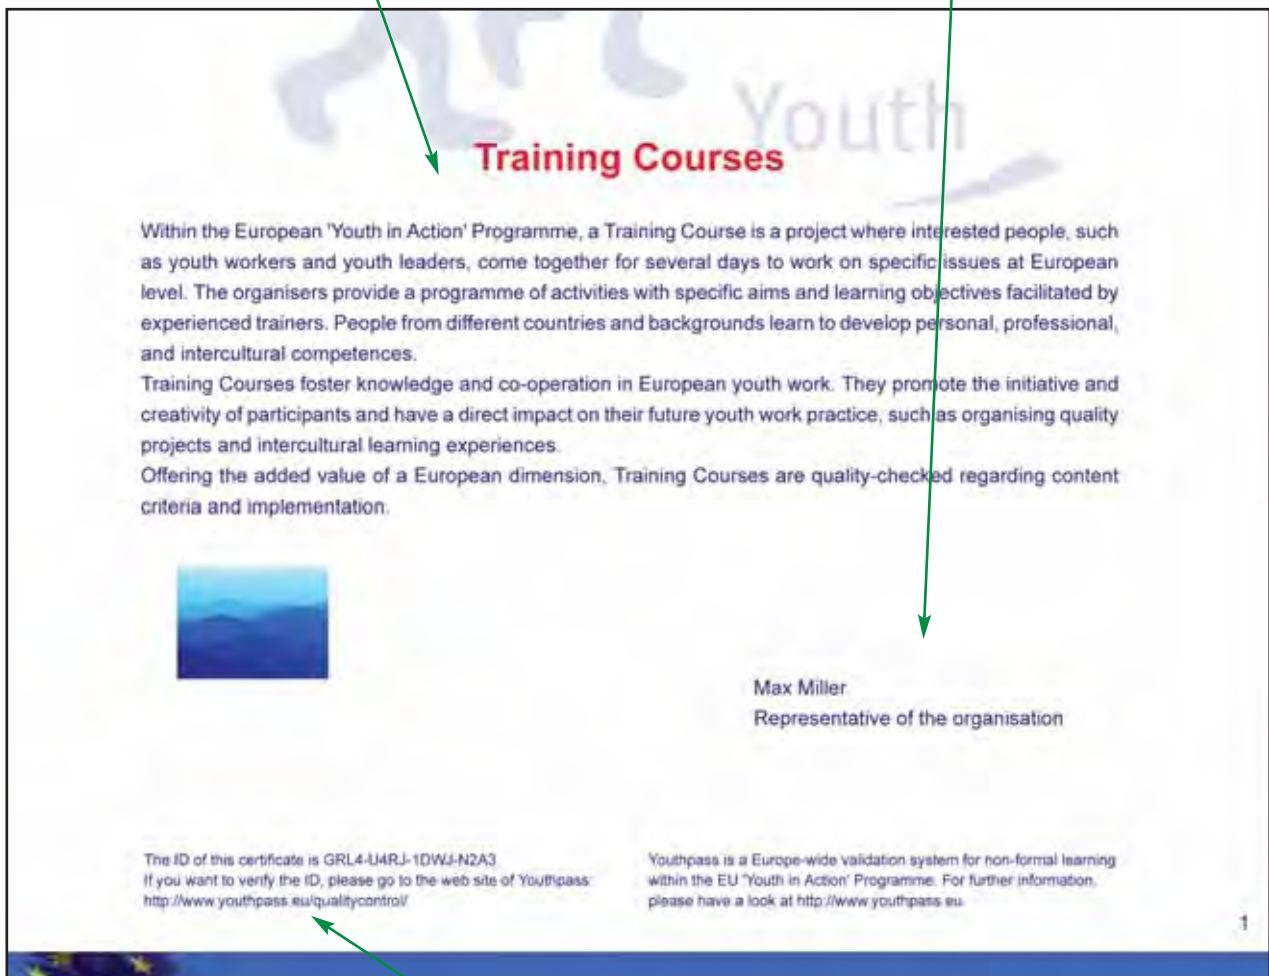 Youth
Training Courses
Within the European 'Youth in Action' Programme, a Training Course is a project where interested people, such
as youth workers and youth leaders, come together for several days to work on specific issues at European
level. The organisers provide a programme of activities with specific aims and learning objectives facilitated by
experienced trainers. People from different countries and backgrounds learn to develop personal, professional,
and intercultural competences.
Training Courses foster knowledge and co-operation in European youth work. They promote the initiative and
creativity of participants and have a direct impact on their future youth work practice, such as organising quality
projects and intercultural learning experiences.
Offering the added value of a European dimension, Training Courses are quality-checked regarding content
criteria and implementation.
Max Miller
Representative of the organisation
The ID of this certificate is GRL4-U4RJ-1DWJ-N2A3
If you want to verify the ID, please go to the web site of Youthpass:
http://www.youthpass.eu/qualitycontrol/
Youthpass is a Europe-wide validation system for non-formal learning
within the EU 'Youth in Action' Programme. For further information,
please have a look at http://www.youthpass.eu.
1